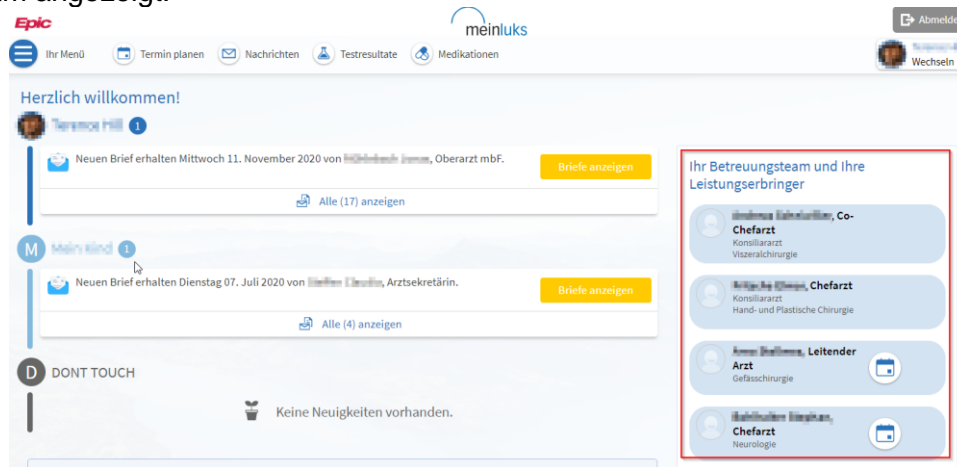 angezeigt.
Epic
meinluks
Abmelde
Ihr Menü
Termin planen
Nachrichten
Testresultate
Medikationen
Wechseln
Herzlich willkommen!
1
Neuen Brief erhalten Mittwoch 11. November 2020 von , Oberarzt mbF.
Briefe anzeigen
Alle (17) anzeigen
M
1
Neuen Brief erhalten Dienstag 07. Juli 2020 von , Arztsekretärin.
Briefe anzeigen
Alle (4) anzeigen
D DONT TOUCH
Keine Neuigkeiten vorhanden.
Ihr Betreuungsteam und Ihre
Leistungserbringer
, Co-
Chefarzt
Konsiliararzt
Viszeralchirurgie
, Chefarzt
Konsiliararzt
Hand- und Plastische Chirurgie
, Leitender
Arzt
Gefässchirurgie
Chefarzt
Neurologie